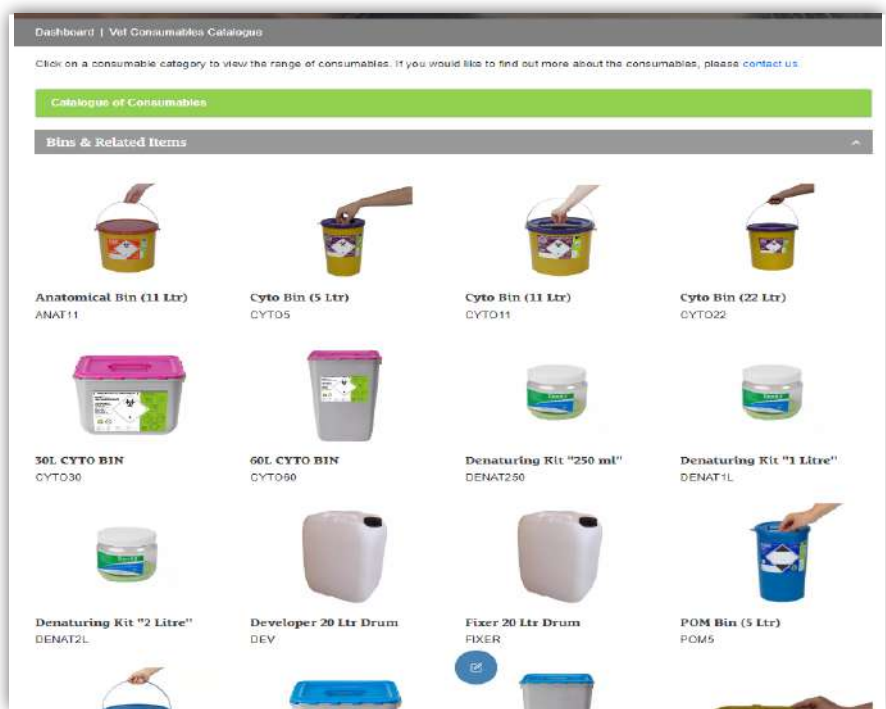 Dashboard | Vet Consumables Catalogue
Click on a consumable category to view the range of consumables. If you would like to find out more about the consumables, please contact us.
Catalogue of Consumables
Bins & Related Items
Anatomical Bin (11 Ltr)
ANAT11
Cyto Bin (5 Ltr)
CYTO5
Cyto Bin (11 Ltr)
CYTO11
Cyto Bin (22 Ltr)
CYTO22
30L CYTO BIN
CYTO30
60L CYTO BIN
CYTO60
Denaturing Kit "250 ml"
DENAT250
Denaturing Kit "1 Litre"
DENAT1L
Denaturing Kit "2 Litre"
DENAT2L
Developer 20 Ltr Drum
DEV
Fixer 20 Ltr Drum
FIXER
POM Bin (5 Ltr)
POM5